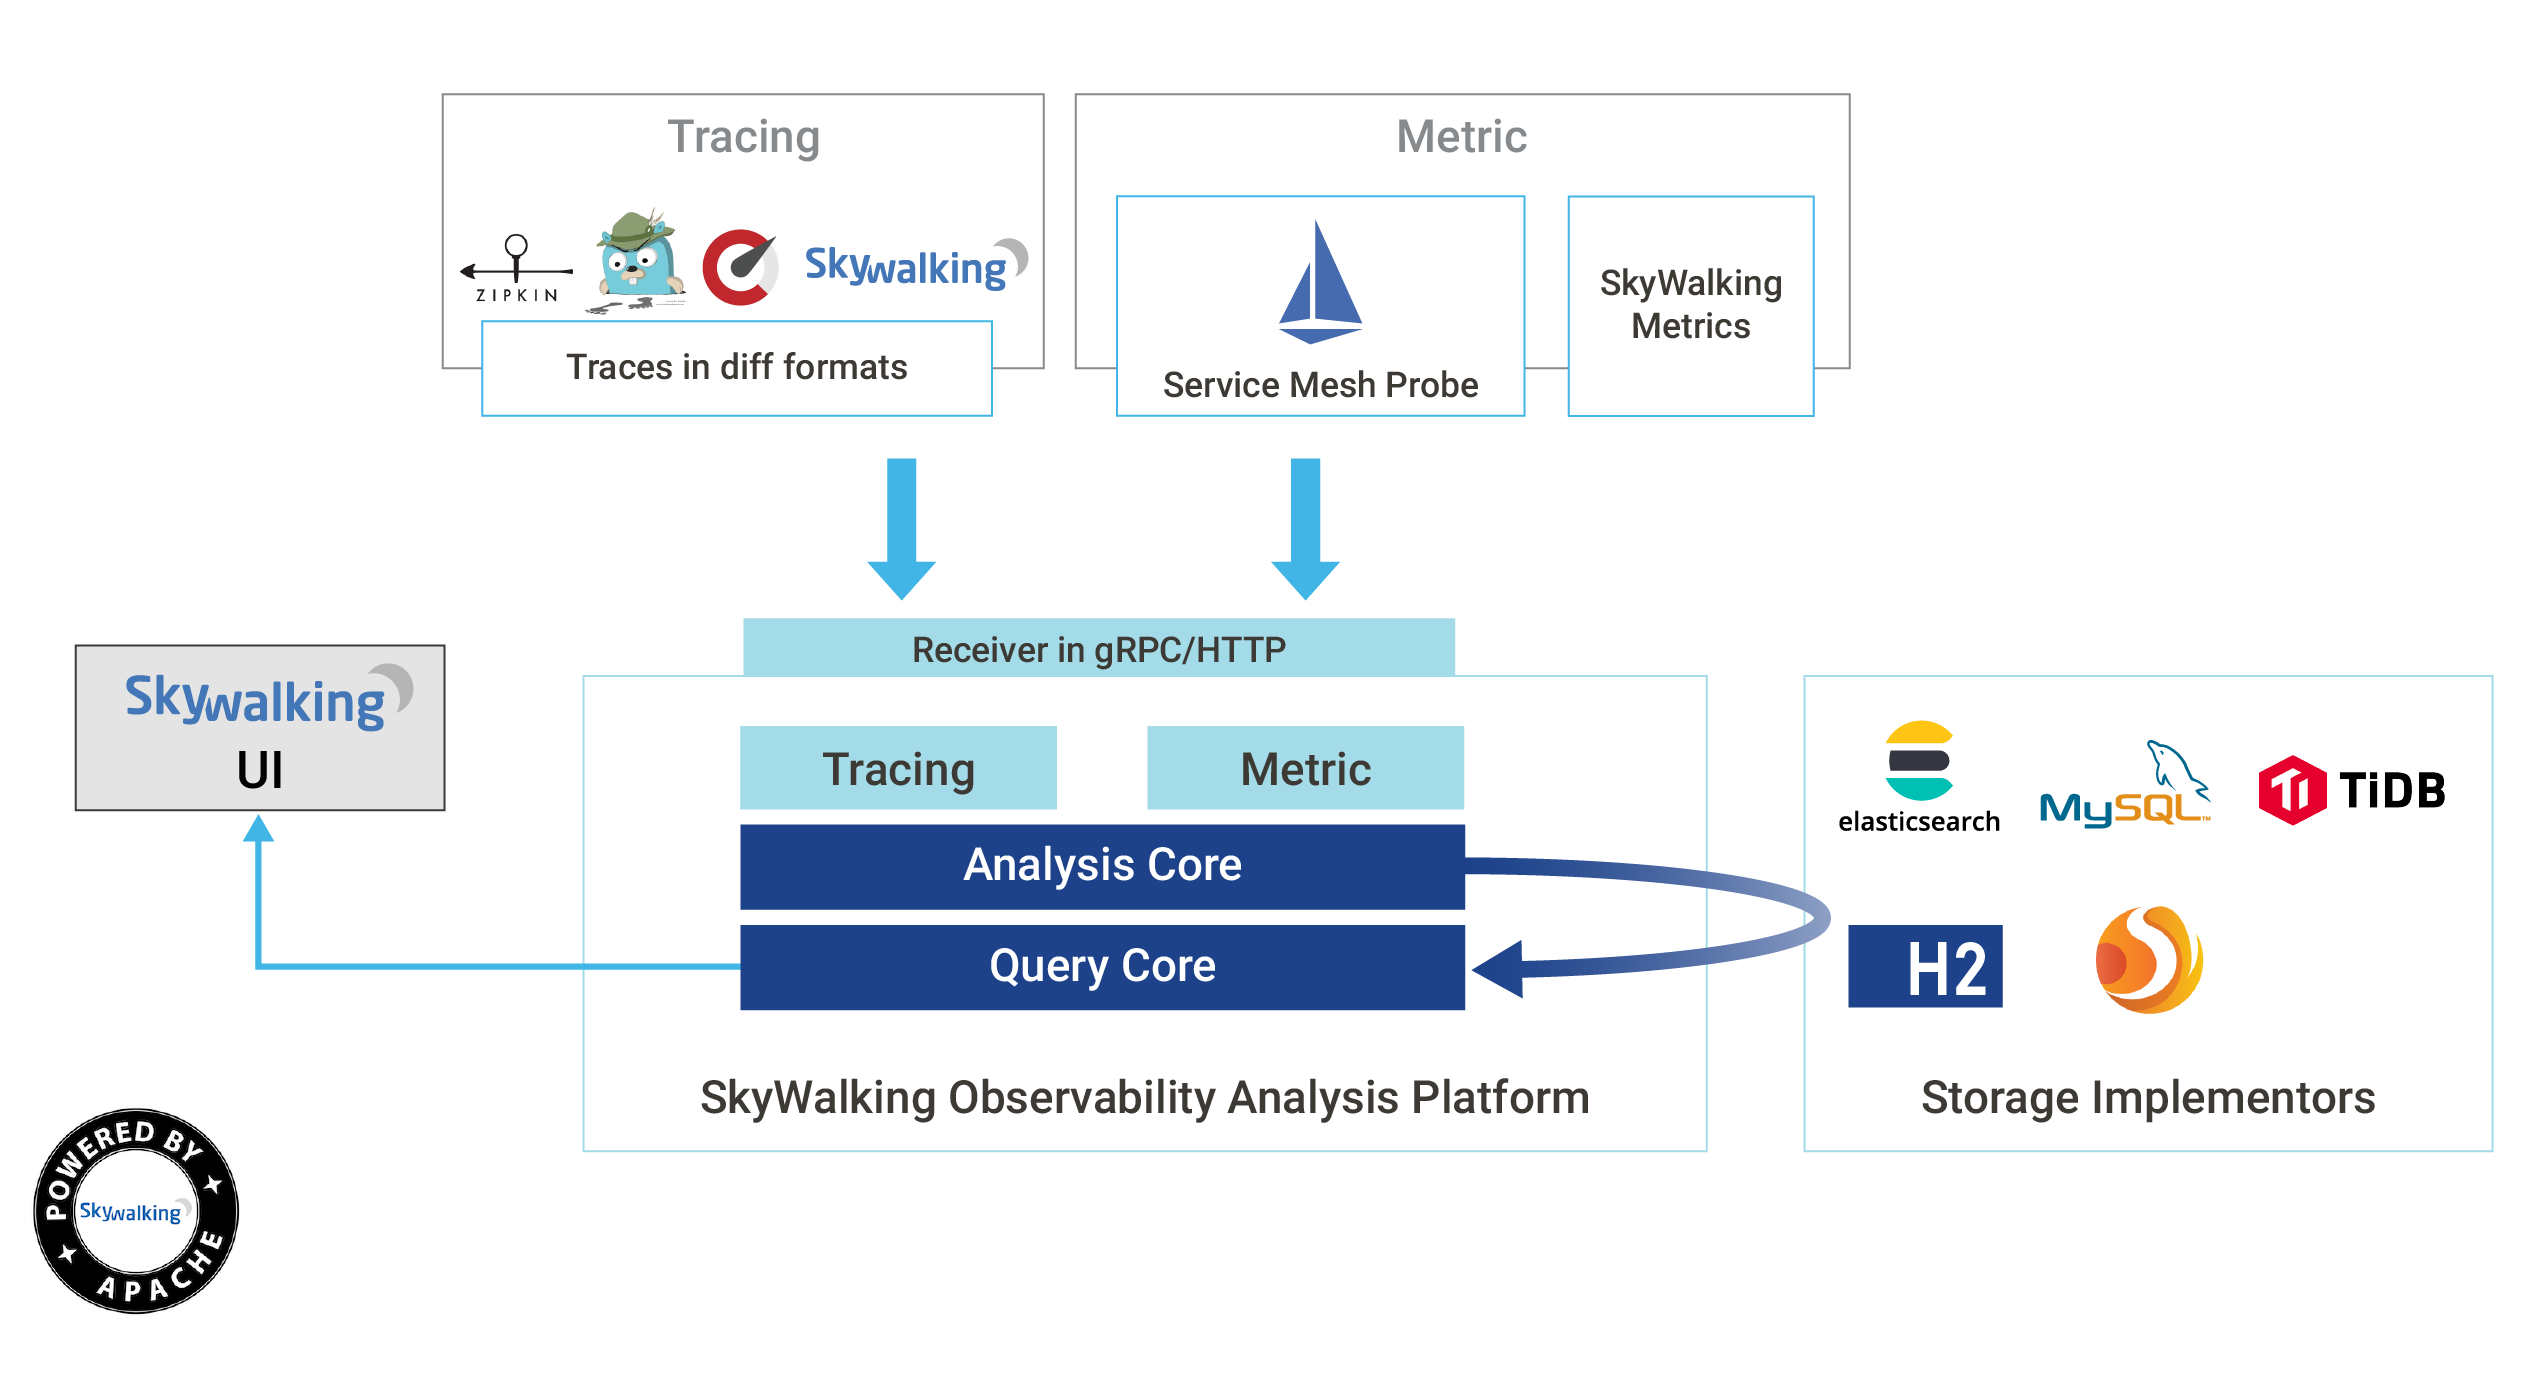 Tracing
ZIPKIN
Skywalking
Traces in diff formats
Metric
Service Mesh Probe
SkyWalking
Metrics
Receiver in gRPC/HTTP
Skywalking
UI
Tracing
Metric
Analysis Core
Query Core
SkyWalking Observability Analysis Platform
elasticsearch
MySQL™
TiDB
H2
Storage Implementors
POWERED BY
Skywalking
APACHE